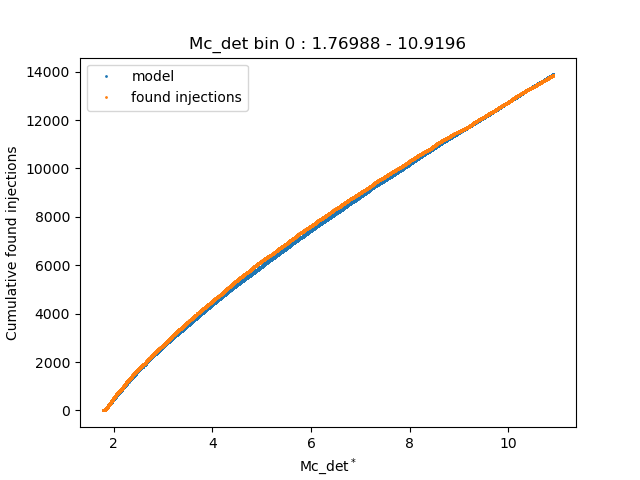 Mc_det bin 0 : 1.76988 - 10.9196
model
found injections
14000
12000
10000
8000
6000
4000
2000
0
Cumulative found injections
2 4 6 8 10
Mc_det*